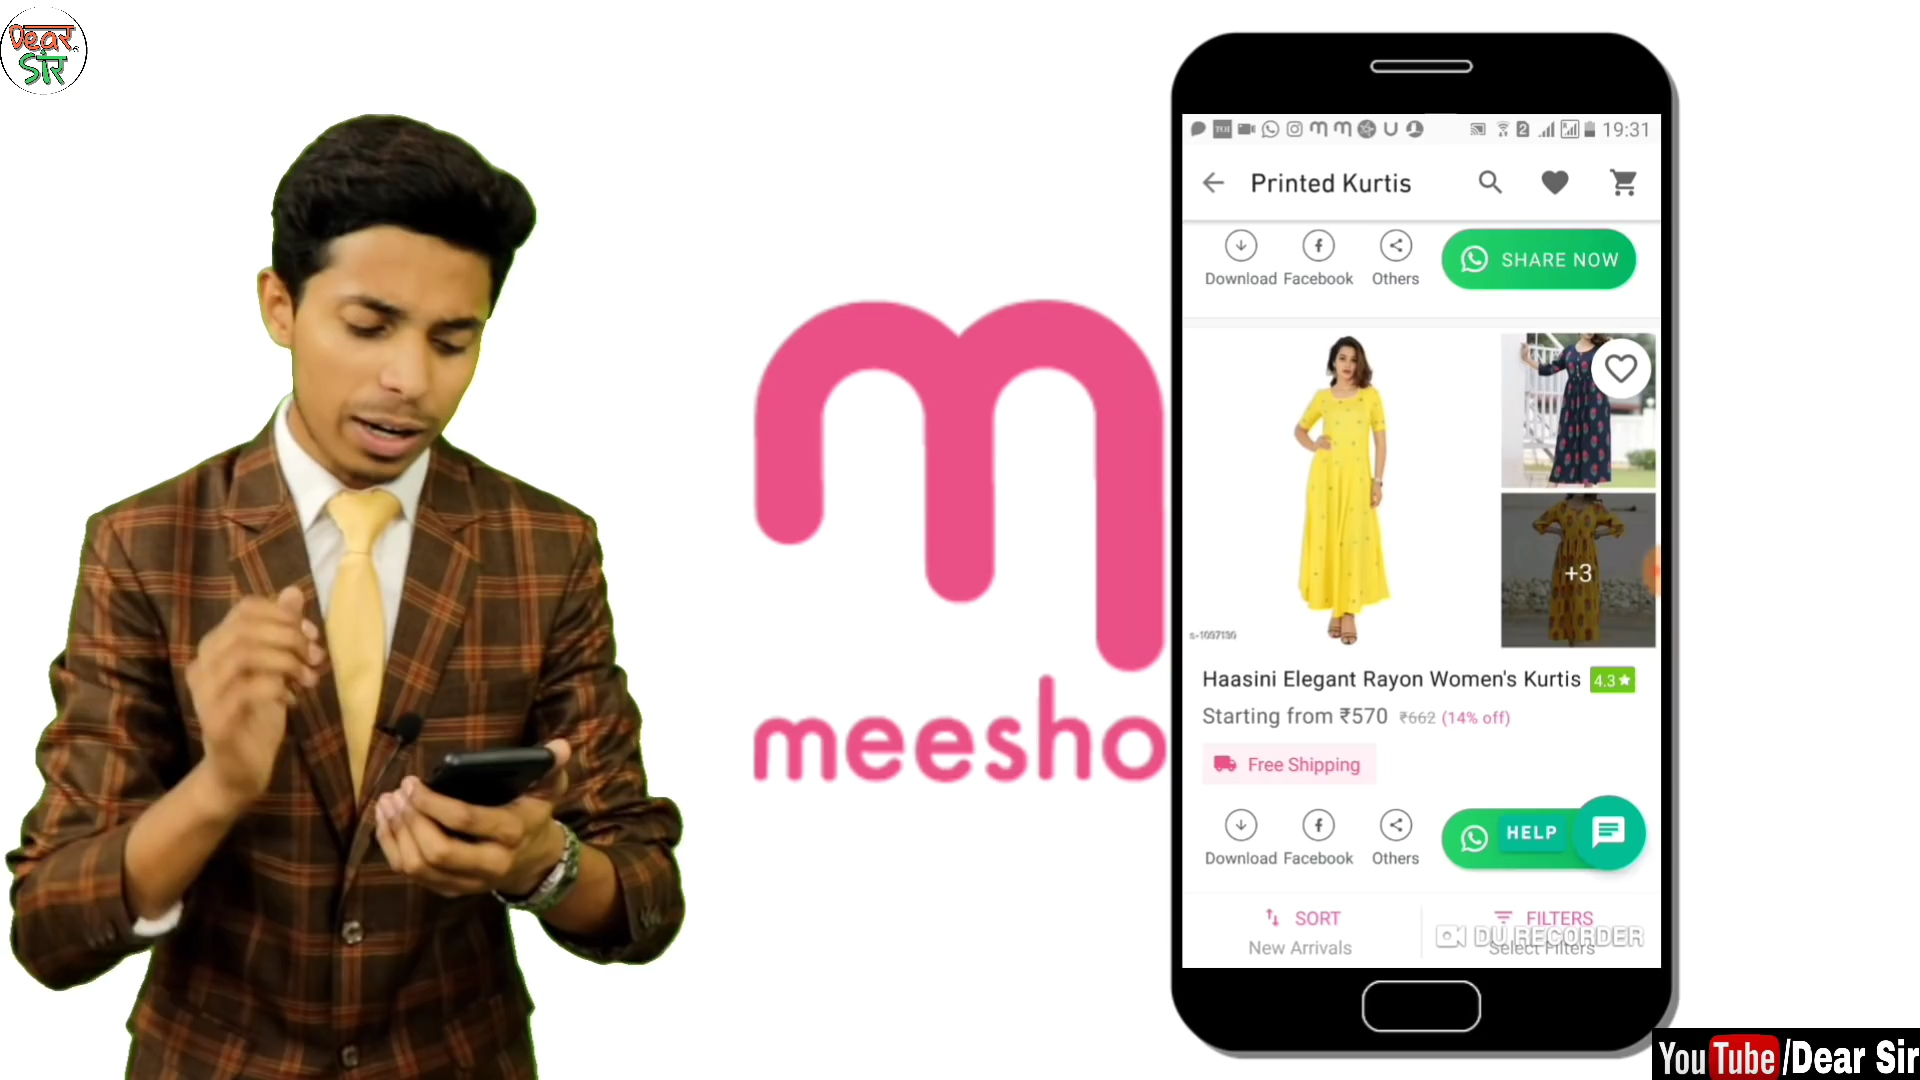 Dear
Sir
19:31
Printed Kurtis
Download Facebook Others SHARE NOW
+3
s-1097130
Haasini Elegant Rayon Women's Kurtis 4.3★
Starting from ₹570 ₹662 (14% off)
Free Shipping
Download Facebook Others HELP
SORT FILTERS
New Arrivals Select Filters
DU RECORDER
meesho
YouTube/Dear Sir